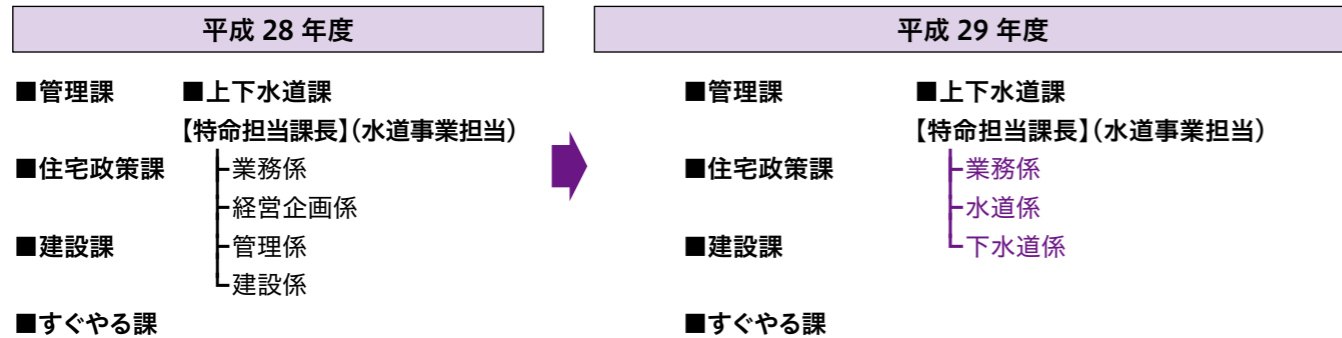 平成 28 年度
■管理課
■上下水道課
【特命担当課長】(水道事業担当)
■住宅政策課
業務係
経営企画係
■建設課
管理係
建設係
■すぐやる課
平成 29 年度
■管理課
■上下水道課
【特命担当課長】(水道事業担当)
■住宅政策課
業務係
水道係
■建設課
下水道係
■すぐやる課